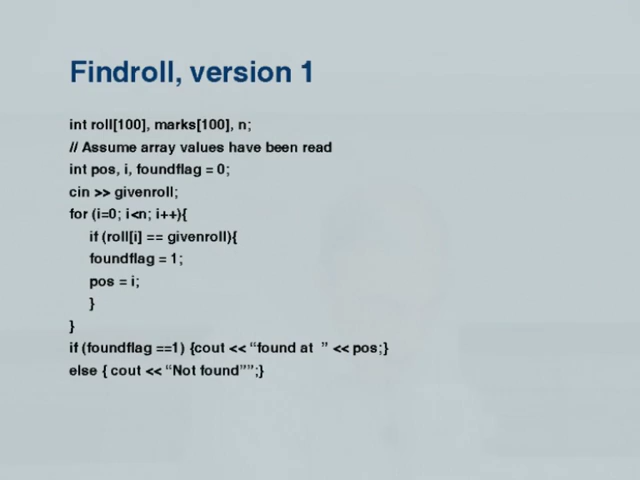 Findroll, version 1
int roll[100], marks[100], n;
// Assume array values have been read
int pos, i, foundflag = 0;
cin >> givenroll;
for (i=0; i<n; i++){
if (roll[i] == givenroll){
foundflag = 1;
pos = i;
}
}
if (foundflag ==1) {cout << “found at  ” << pos;}
else { cout << “Not found””;}